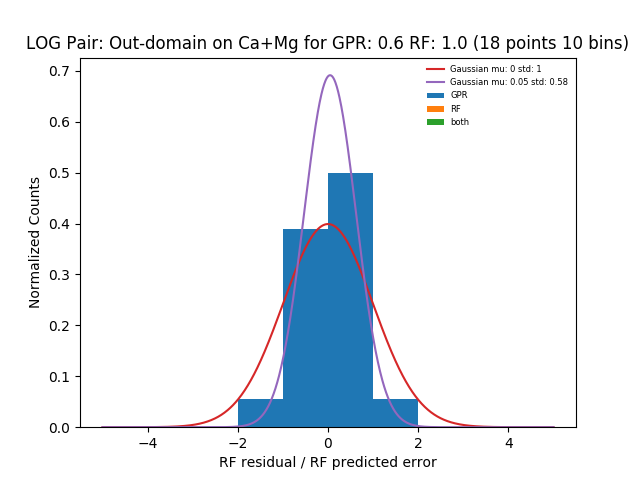 LOG Pair: Out-domain on Ca+Mg for GPR: 0.6 RF: 1.0 (18 points 10 bins)
Gaussian mu: 0 std: 1
Gaussian mu: 0.05 std: 0.58
GPR
RF
both
Normalized Counts
0.7
0.6
0.5
0.4
0.3
0.2
0.1
0.0
−4 −2 0 2 4
RF residual / RF predicted error